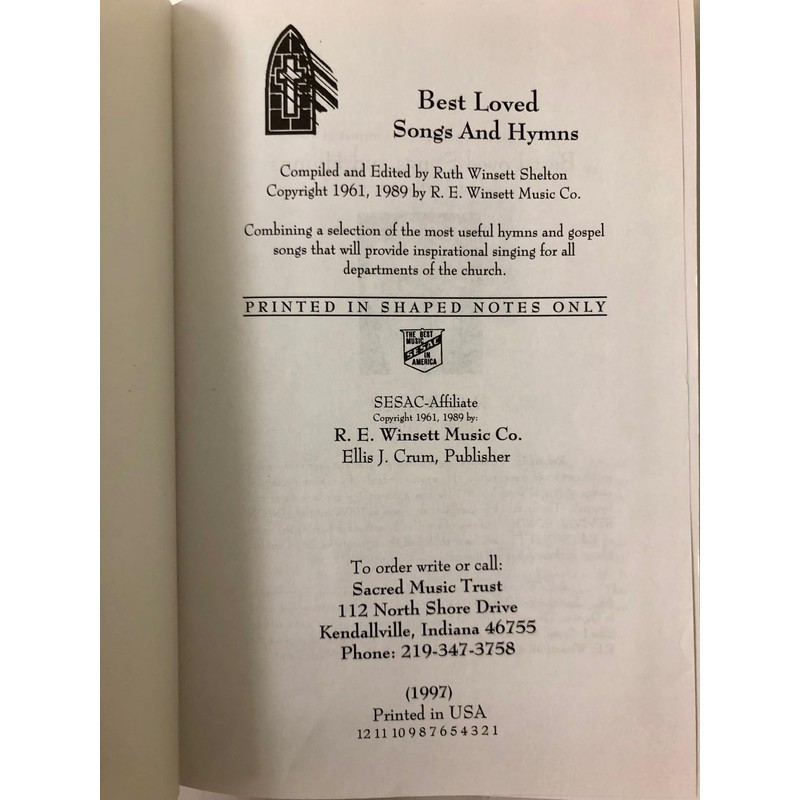 Best Loved
Songs And Hymns
Compiled and Edited by Ruth Winsett Shelton
Copyright 1961, 1989 by R. E. Winsett Music Co.
Combining a selection of the most useful hymns and gospel
songs that will provide inspirational singing for all
departments of the church.
PRINTED IN SHAPED NOTES ONLY
THE BEST
MUSIC
SESAC
IN
AMERICA
SESAC-Affiliate
Copyright 1961, 1989 by:
R. E. Winsett Music Co.
Ellis J. Crum, Publisher
To order write or call:
Sacred Music Trust
112 North Shore Drive
Kendallville, Indiana 46755
Phone: 219-347-3758
(1997)
Printed in USA
12 11 10 9 8 7 6 5 4 3 2 1